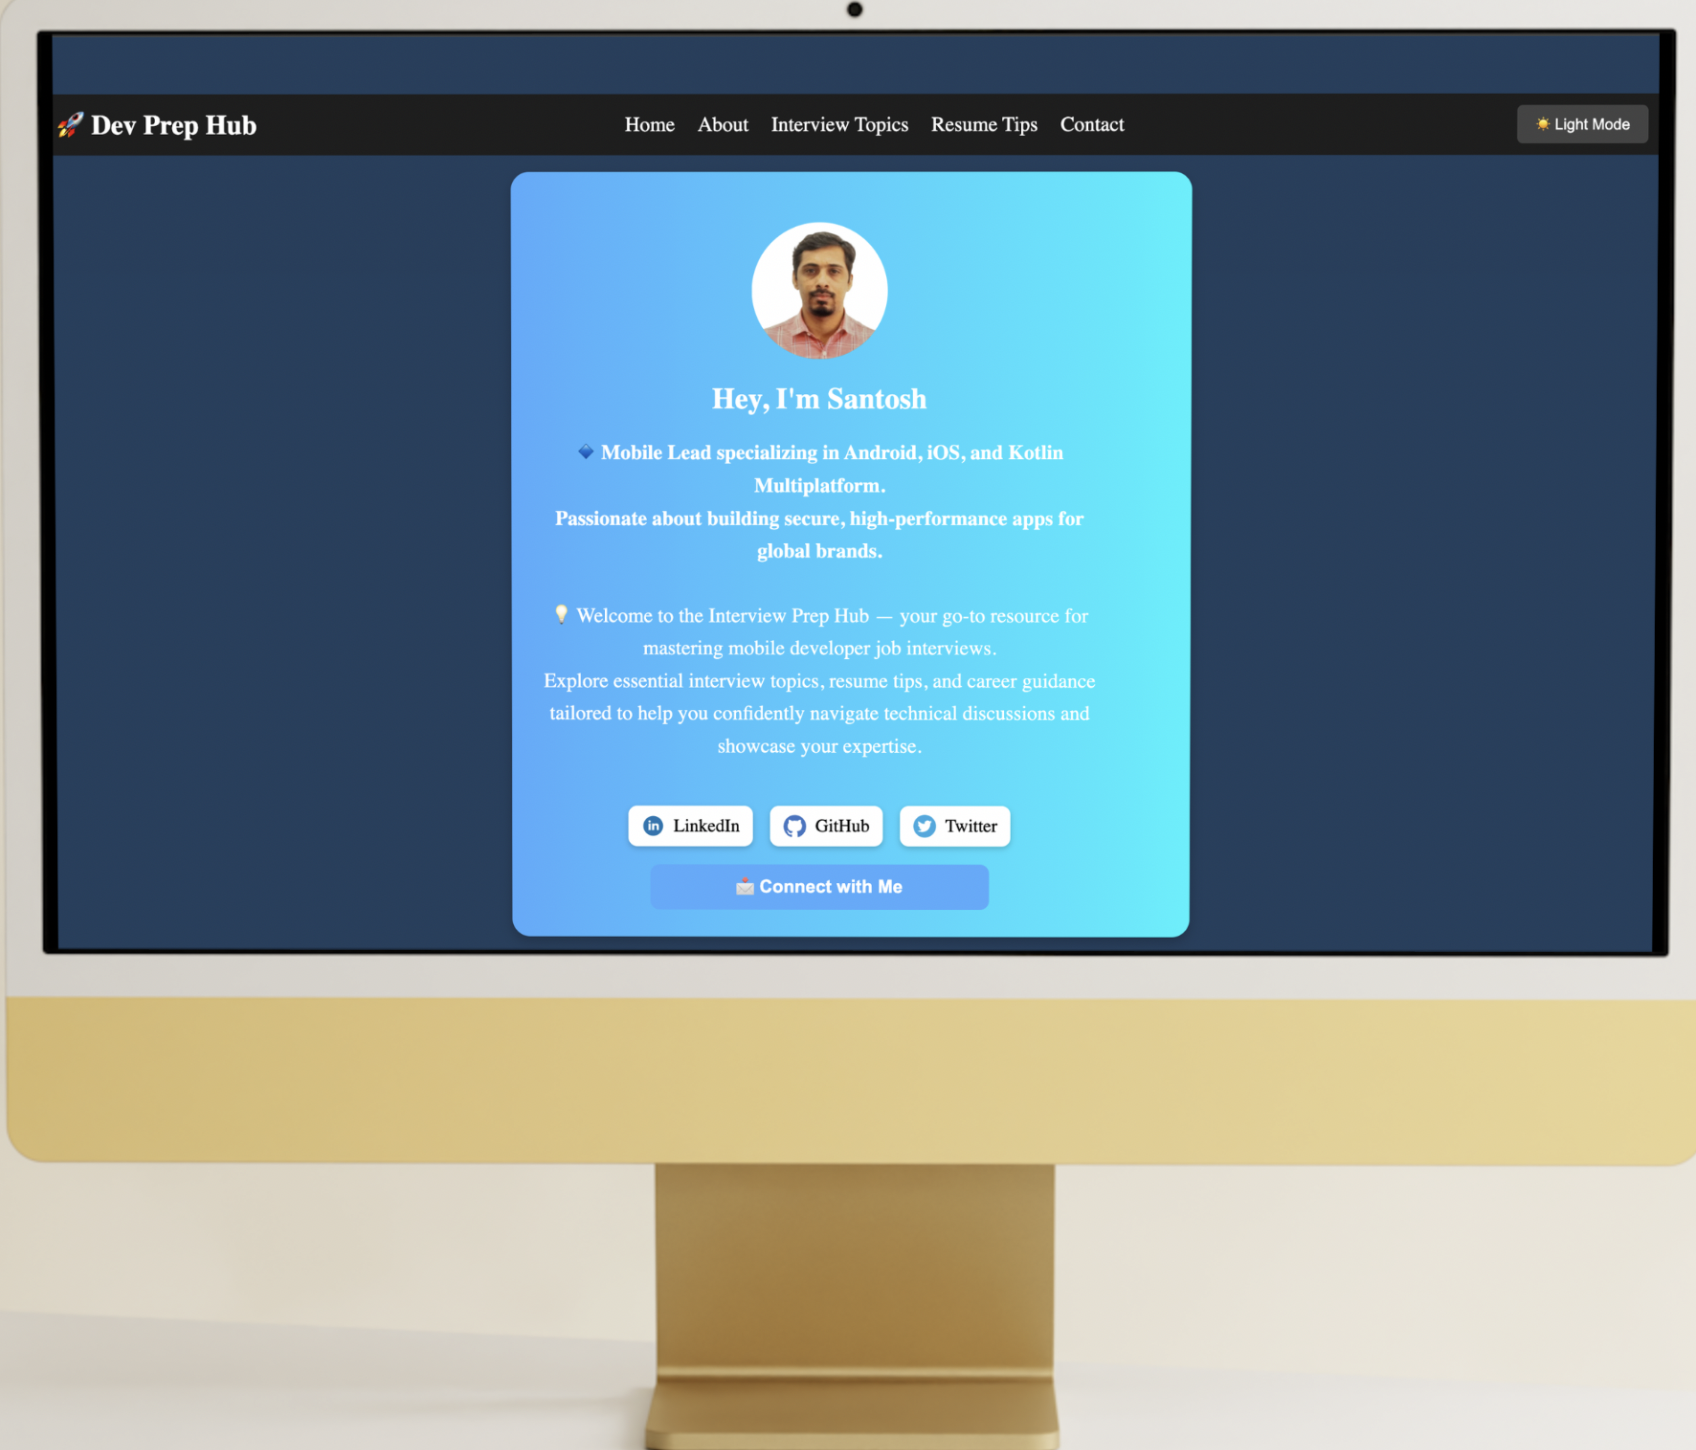 🚀 Dev Prep Hub
Home About Interview Topics Resume Tips Contact
☀️ Light Mode
Hey, I'm Santosh
🔹 Mobile Lead specializing in Android, iOS, and Kotlin
Multiplatform.
Passionate about building secure, high-performance apps for
global brands.
💡 Welcome to the Interview Prep Hub — your go-to resource for
mastering mobile developer job interviews.
Explore essential interview topics, resume tips, and career guidance
tailored to help you confidently navigate technical discussions and
showcase your expertise.
in LinkedIn
GitHub
Twitter
📩 Connect with Me